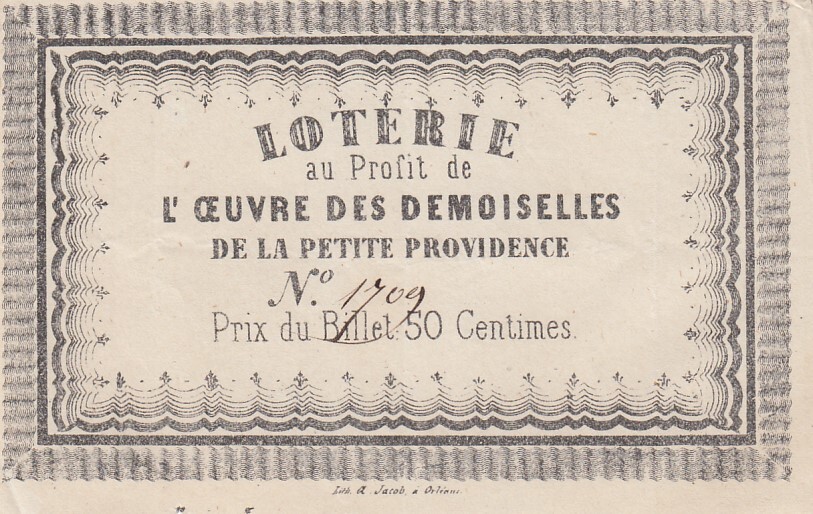 LOTERIE
au Profit de
L' ŒUVRE DES DEMOISELLES
DE LA PETITE PROVIDENCE
N.º 1709
Prix du Billet 50 Centimes.
Lith. A. Jacob, à Orléans.